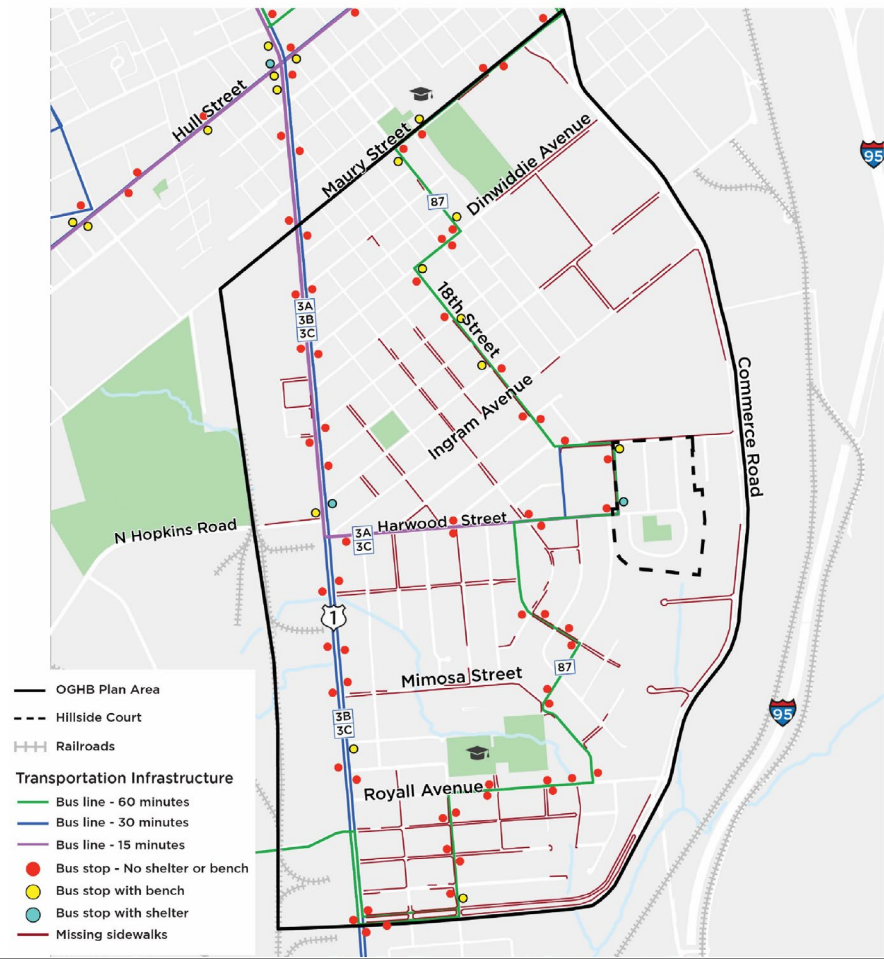 Hull Street
Maury Street
Dinwiddie Avenue
95
87
18th Street
3A
3B
3C
Ingram Avenue
Commerce Road
N Hopkins Road
Harwood Street
3A
3C
1
87
Mimosa Street
95
3B
3C
Royall Avenue
OGHB Plan Area
Hillside Court
Railroads
Transportation Infrastructure
Bus line - 60 minutes
Bus line - 30 minutes
Bus line - 15 minutes
Bus stop - No shelter or bench
Bus stop with bench
Bus stop with shelter
Missing sidewalks